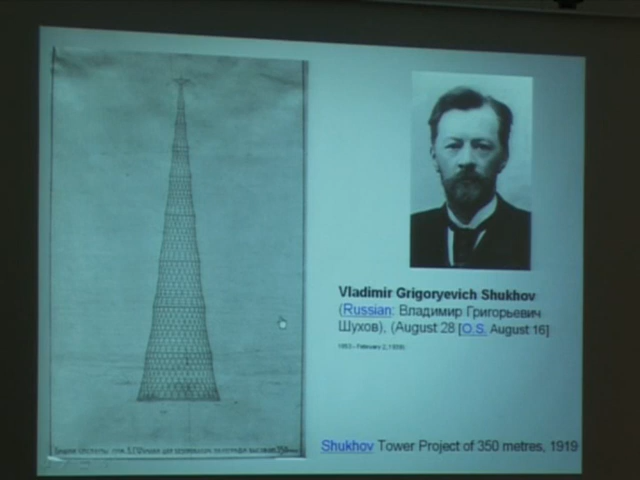 Vladimir Grigoryevich Shukhov
(Russian: Владимир Григорьевич
Шухов), (August 28 [O.S. August 16]
Shukhov Tower Project of 350 metres, 1919